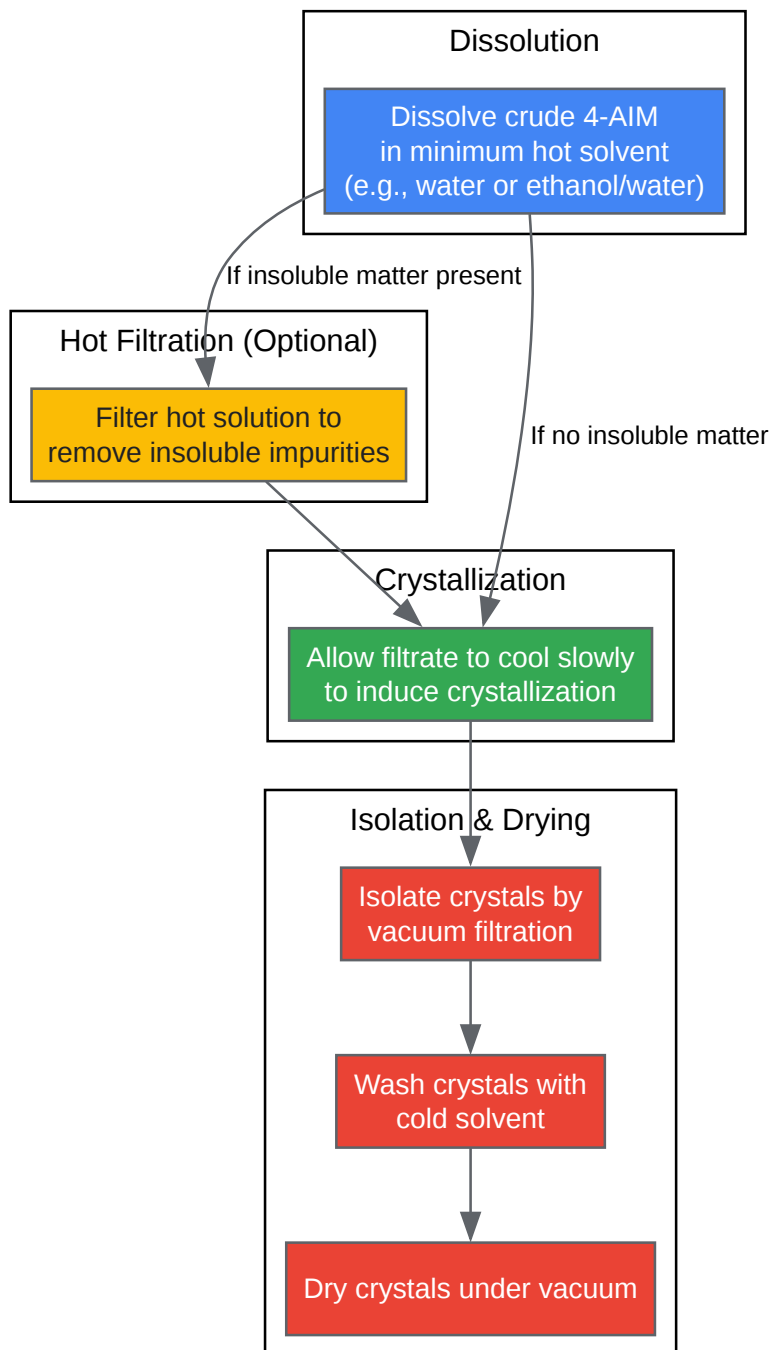 Dissolution
Dissolve crude 4-AIM
in minimum hot solvent
(e.g., water or ethanol/water)
If insoluble matter present
Hot Filtration (Optional)
Filter hot solution to
remove insoluble impurities
If no insoluble matter
Crystallization
Allow filtrate to cool slowly
to induce crystallization
Isolation & Drying
Isolate crystals by
vacuum filtration
Wash crystals with
cold solvent
Dry crystals under vacuum